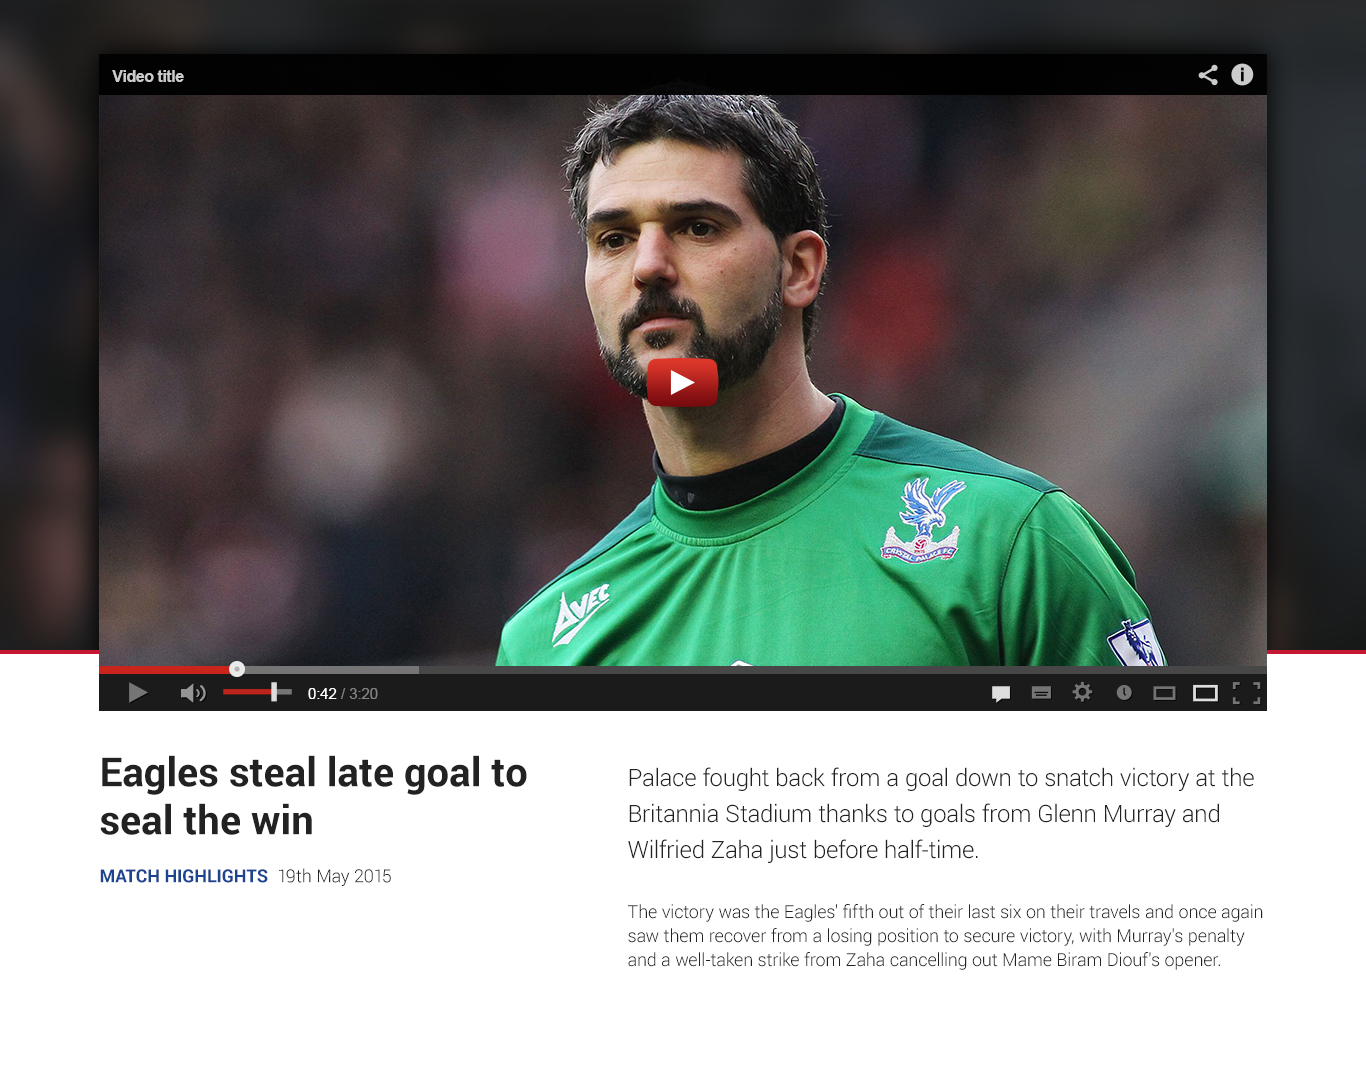 Video title
AVEC
CRYSTAL PALACE FC
0:42 / 3:20
Eagles steal late goal to
seal the win
MATCH HIGHLIGHTS 19th May 2015
Palace fought back from a goal down to snatch victory at the
Britannia Stadium thanks to goals from Glenn Murray and
Wilfried Zaha just before half-time.
The victory was the Eagles' fifth out of their last six on their travels and once again
saw them recover from a losing position to secure victory, with Murray's penalty
and a well-taken strike from Zaha cancelling out Mame Biram Diouf's opener.